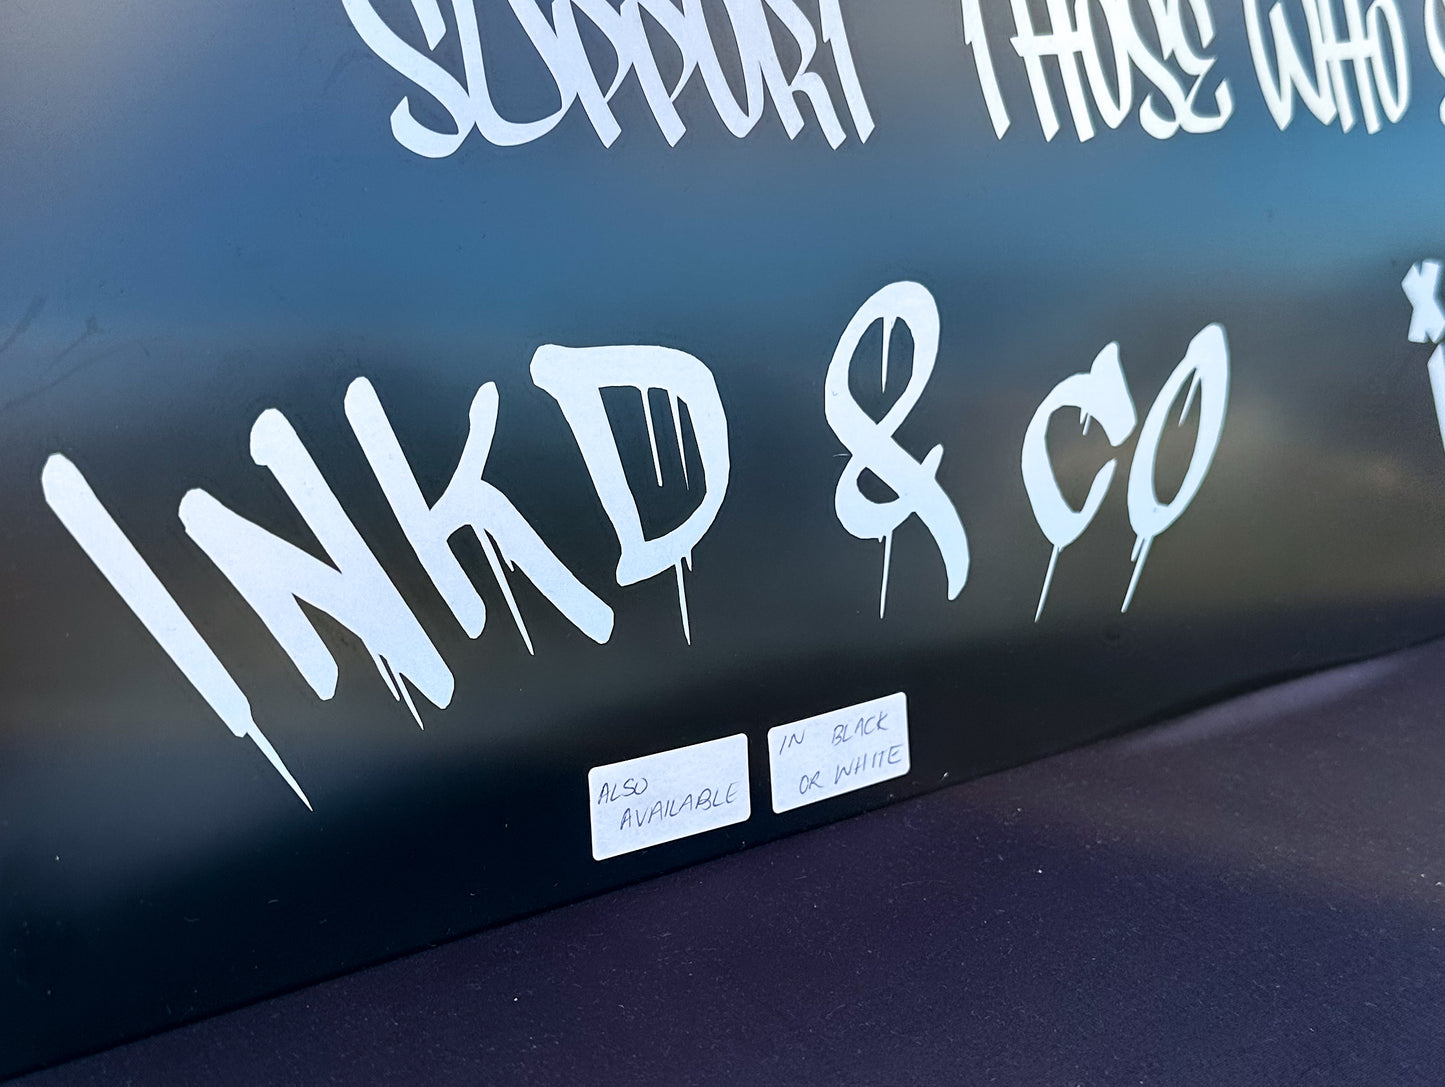 SUPPORT THOSE WHO
INKD & CO
ALSO
AVAILABLE
IN BLACK
OR WHITE